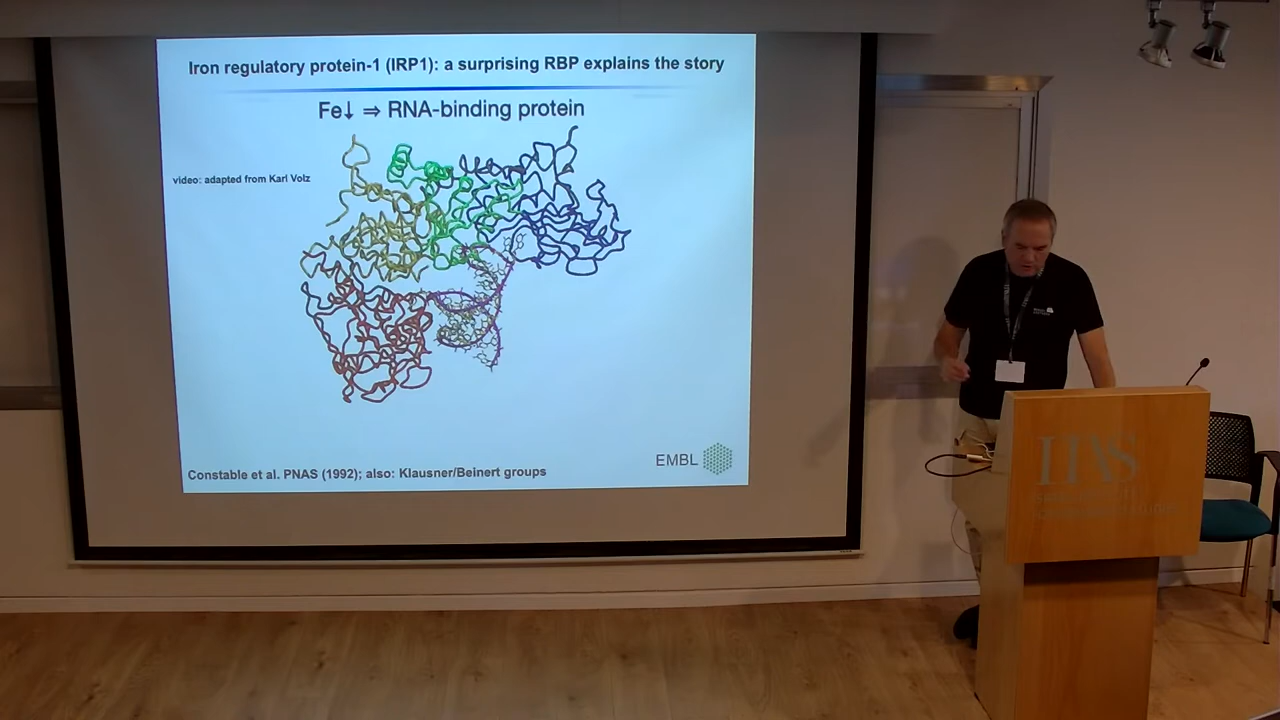 Iron regulatory protein-1 (IRP1): a surprising RBP explains the story
Fe↓ ⇒ RNA-binding protein
video: adapted from Karl Volz
EMBL
Constable et al. PNAS (1992); also: Klausner/Beinert groups
IIAS